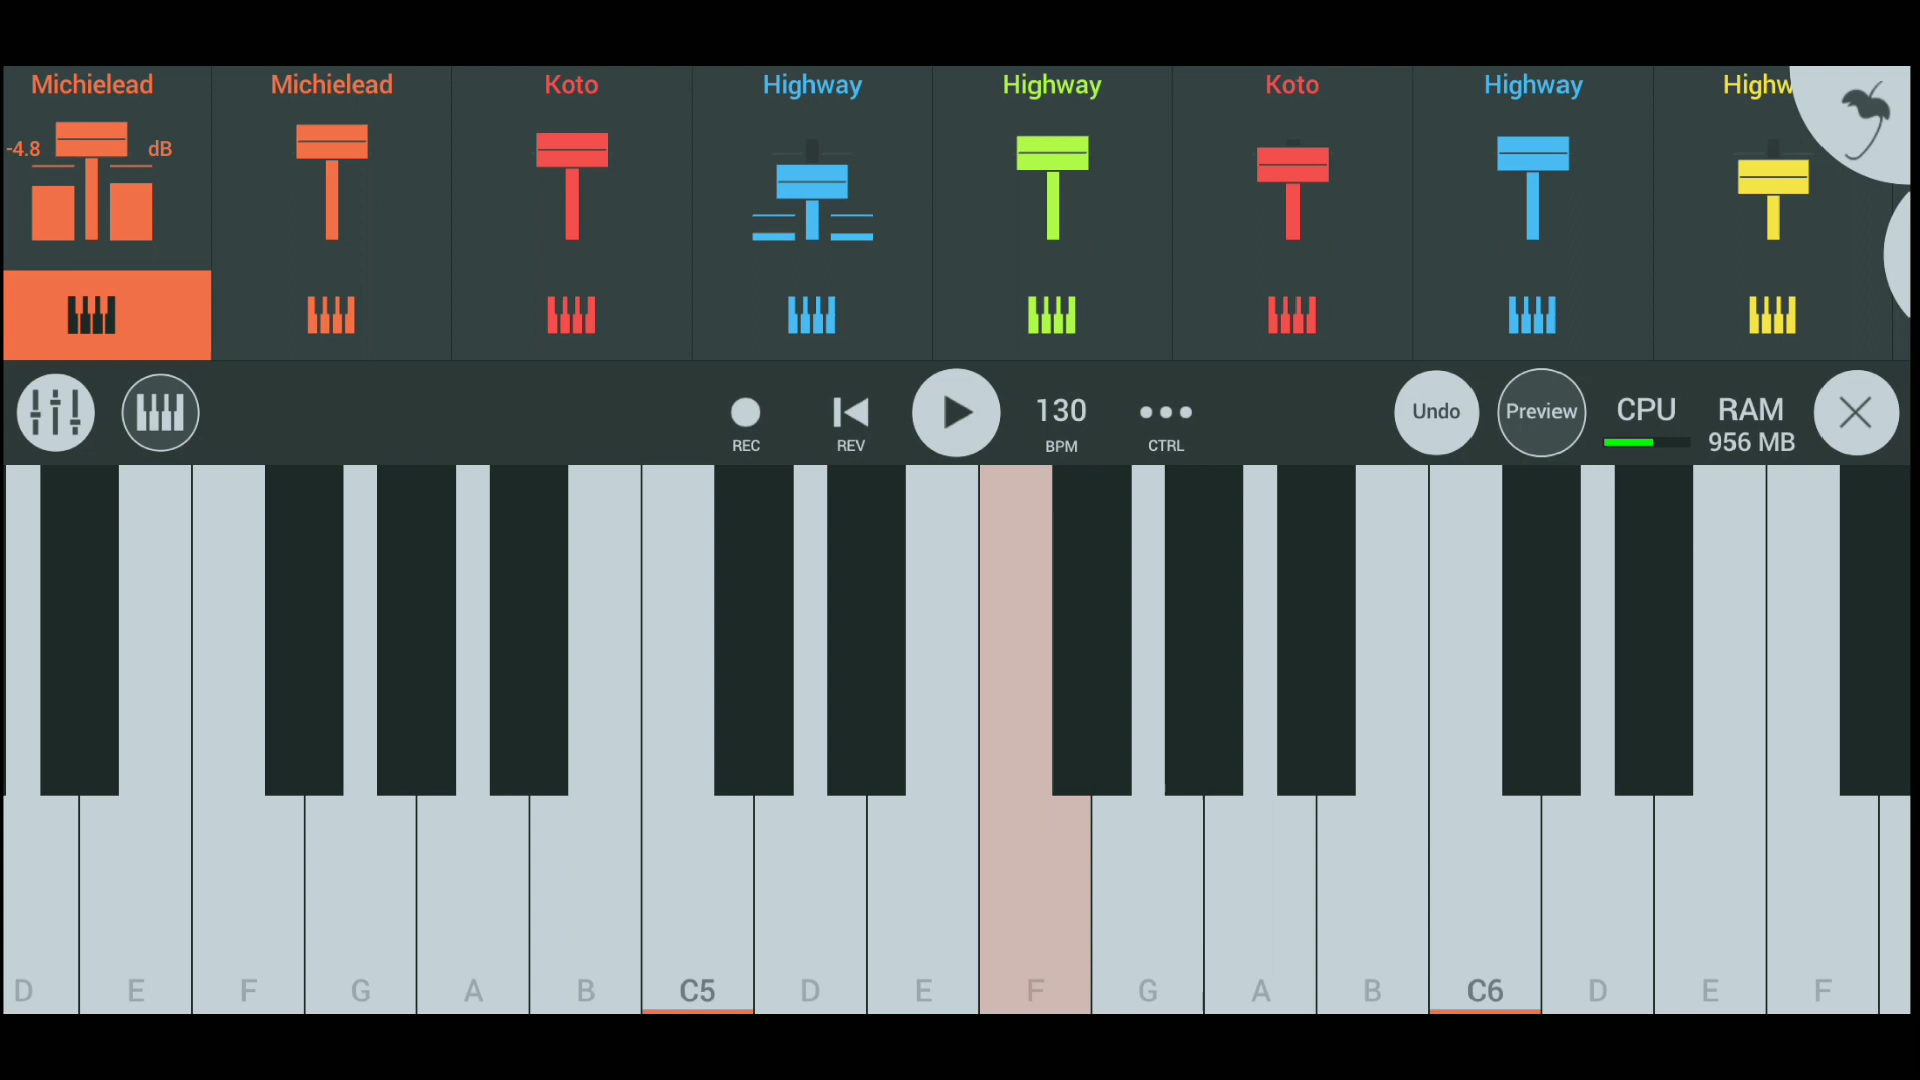 Michielead Michielead Koto Highway Highway Koto Highway Highw
-4.8 dB
130 Undo Preview CPU RAM
REC REV BPM CTRL 956 MB
D E F G A B C5 D E F G A B C6 D E F